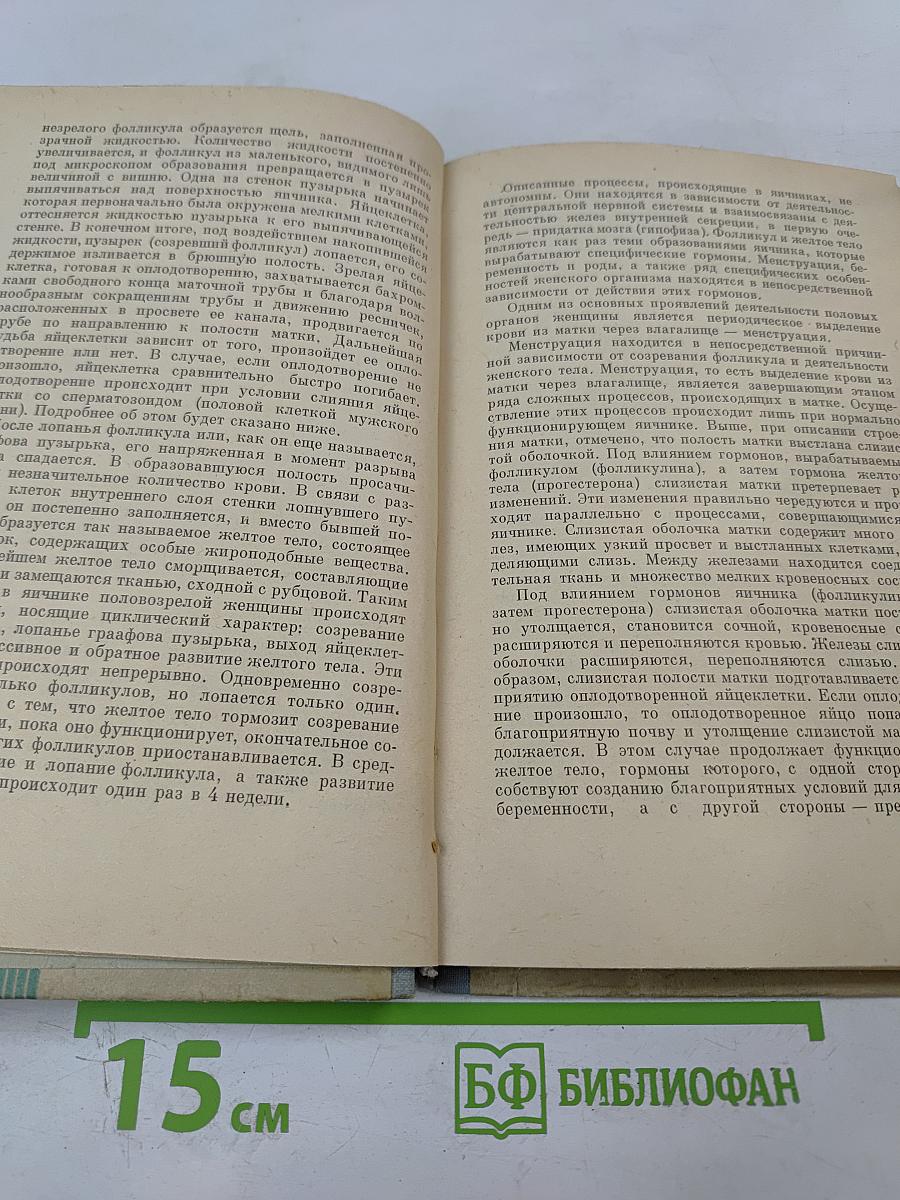 незрелого фолликула образуется щель, заполненная про-
зрачной жидкостью. Количество жидкости постепенно
увеличивается, и фолликул из маленького, видимого лишь
под микроскопом образования превращается в пузырек
величиной с вишню. Одна из стенок пузырька начинает
выпячиваться над поверхностью яичника. Яйцеклетка,
которая первоначально была окружена мелкими клетками,
оттесняется жидкостью пузырька к его выпячивающейся
стенке. В конечном итоге, под воздействием накопившейся
жидкости, пузырек (созревший фолликул) лопается, его со-
держимое изливается в брюшную полость. Зрелая яйце-
клетка, готовая к оплодотворению, захватывается бахром-
ками свободного конца маточной трубы и благодаря вол-
нообразным сокращениям трубы и движению ресничек,
расположенных в просвете ее канала, продвигается по
рубе по направлению к полости матки. Дальнейшая
удьба яйцеклетки зависит от того, произойдет ее опло-
творение или нет. В случае, если оплодотворение не
оизошло, яйцеклетка сравнительно быстро погибает.
лодотворение происходит при условии слияния яйце-
тки со сперматозоидом (половой клеткой мужского
ни). Подробнее об этом будет сказано ниже.
осле лопанья фолликула или, как он еще называется,
фова пузырька, его напряженная в момент разрыва
а спадается. В образовавшуюся полость просачи-
незначительное количество крови. В связи с раз-
клеток внутреннего слоя стенки лопнувшего пу-
он постепенно заполняется, и вместо бывшей по-
бразуется так называемое желтое тело, состоящее
ок, содержащих особые жироподобные вещества.
нейшем желтое тело сморщивается, составляющие
и замещаются тканью, сходной с рубцовой. Таким
в яичнике половозрелой женщины происходят
, носящие циклический характер: созревание
, лопанье граафова пузырька, выход яйцеклет-
ссивное и обратное развитие желтого тела. Эти
происходят непрерывно. Одновременно созре-
лько фолликулов, но лопается только один.
с тем, что желтое тело тормозит созревание
и, пока оно функционирует, окончательное со-
гих фолликулов приостанавливается. В сред-
ие и лопание фолликула, а также развитие
происходит один раз в 4 недели.
Описанные процессы, происходящие в яичниках, не
автономны. Они находятся в зависимости от деятельнос-
ти центральной нервной системы и взаимосвязаны с дея-
тельностью желез внутренней секреции, в первую оче-
редь — придатка мозга (гипофиза). Фолликул и желтое тело
являются как раз теми образованиями яичника, которые
вырабатывают специфические гормоны. Менструация, бе-
ременность и роды, а также ряд специфических особен-
ностей женского организма находятся в непосредственной
зависимости от действия этих гормонов.
Одним из основных проявлений деятельности половых
органов женщины является периодическое выделение
крови из матки через влагалище — менструация.
Менструация находится в непосредственной причин-
ной зависимости от созревания фолликула и деятельности
женского тела. Менструация, то есть выделение крови из
матки через влагалище, является завершающим этапом
ряда сложных процессов, происходящих в матке. Осуще-
ствление этих процессов происходит лишь при нормально
функционирующем яичнике. Выше, при описании строе-
ния матки, отмечено, что полость матки выстлана слизис
той оболочкой. Под влиянием гормонов, вырабатываемы
фолликулом (фолликулина), а затем гормона желтог
тела (прогестерона) слизистая матки претерпевает р
изменений. Эти изменения правильно чередуются и про
ходят параллельно с процессами, совершающимися
яичнике. Слизистая оболочка матки содержит много
лез, имеющих узкий просвет и выстланных клетками,
деляющими слизь. Между железами находится соед
тельная ткань и множество мелких кровеносных сос
Под влиянием гормонов яичника (фолликулин
затем прогестерона) слизистая оболочка матки пост
но утолщается, становится сочной, кровеносные с
расширяются и переполняются кровью. Железы сли
оболочки расширяются, переполняются слизью.
образом, слизистая полости матки подготавливаетс
приятию оплодотворенной яйцеклетки. Если оплод
ние произошло, то оплодотворенное яйцо попа
благоприятную почву и утолщение слизистой ма
должается. В этом случае продолжает функцио
желтое тело, гормоны которого, с одной стор
собствуют созданию благоприятных условий для
беременности, а с другой стороны — пре
15 см
БФ БИБЛИОФАН